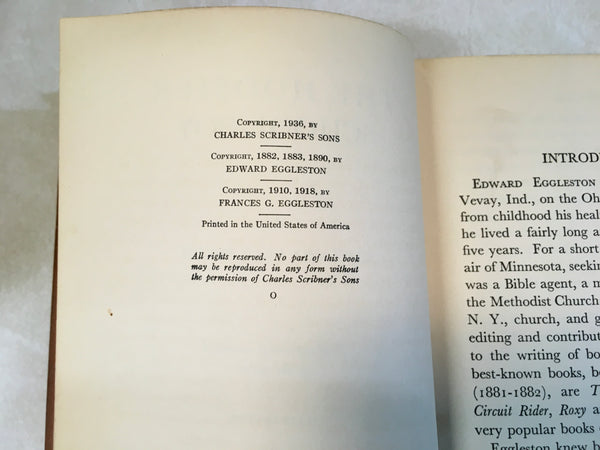 COPYRIGHT, 1936, BY
CHARLES SCRIBNER'S SONS
COPYRIGHT, 1882, 1883, 1890, BY
EDWARD EGGLESTON
COPYRIGHT, 1910, 1918, BY
FRANCES G. EGGLESTON
Printed in the United States of America
All rights reserved. No part of this book
may be reproduced in any form without
the permission of Charles Scribner's Sons
O
INTROD
EDWARD EGGLESTON
Vevay, Ind., on the Oh
from childhood his heal
he lived a fairly long a
five years. For a short
air of Minnesota, seekin
was a Bible agent, a m
the Methodist Church,
N. Y., church, and g
editing and contribut
to the writing of bo
best-known books, be
(1881-1882), are T
Circuit Rider, Roxy a
very popular books
Eggleston knew b